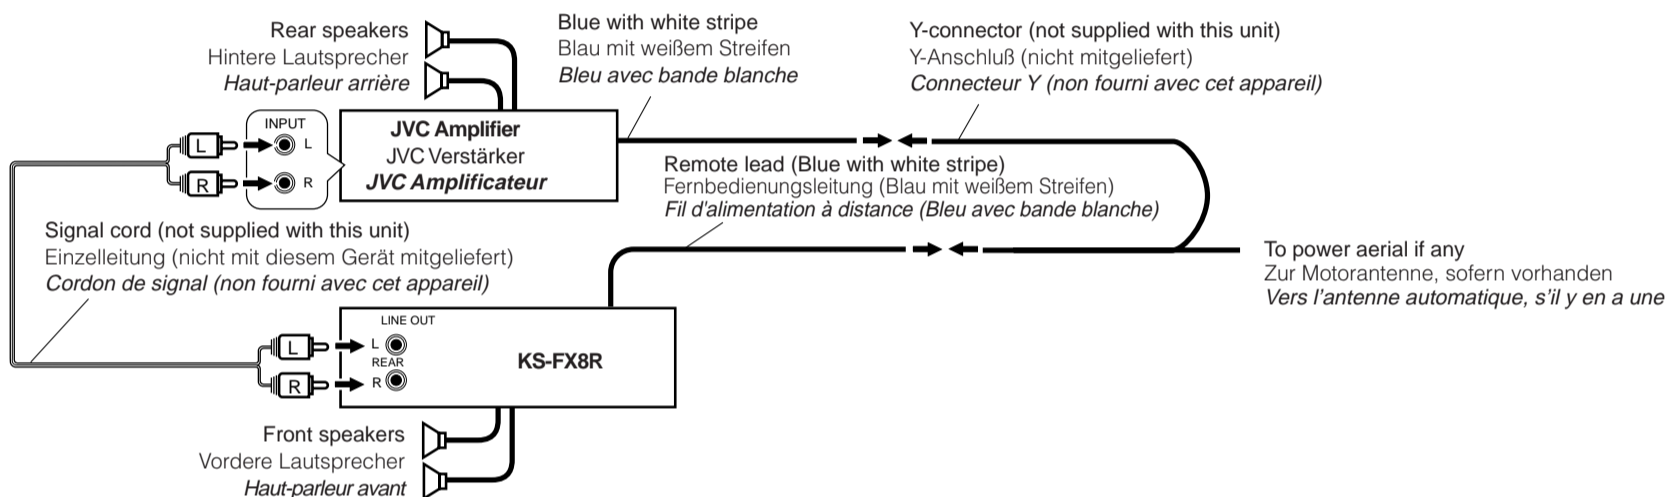 Rear speakers
Hintere Lautsprecher
Haut-parleur arrière
Blue with white stripe
Blau mit weißem Streifen
Bleu avec bande blanche
Y-connector (not supplied with this unit)
Y-Anschluß (nicht mitgeliefert)
Connecteur Y (non fourni avec cet appareil)
INPUT
L
L
R
R
JVC Amplifier
JVC Verstärker
JVC Amplificateur
Remote lead (Blue with white stripe)
Fernbedienungsleitung (Blau mit weißem Streifen)
Fil d'alimentation à distance (Bleu avec bande blanche)
Signal cord (not supplied with this unit)
Einzelleitung (nicht mit diesem Gerät mitgeliefert)
Cordon de signal (non fourni avec cet appareil)
To power aerial if any
Zur Motorantenne, sofern vorhanden
Vers l'antenne automatique, s'il y en a une
LINE OUT
L
L
REAR
R
R
KS-FX8R
Front speakers
Vordere Lautsprecher
Haut-parleur avant